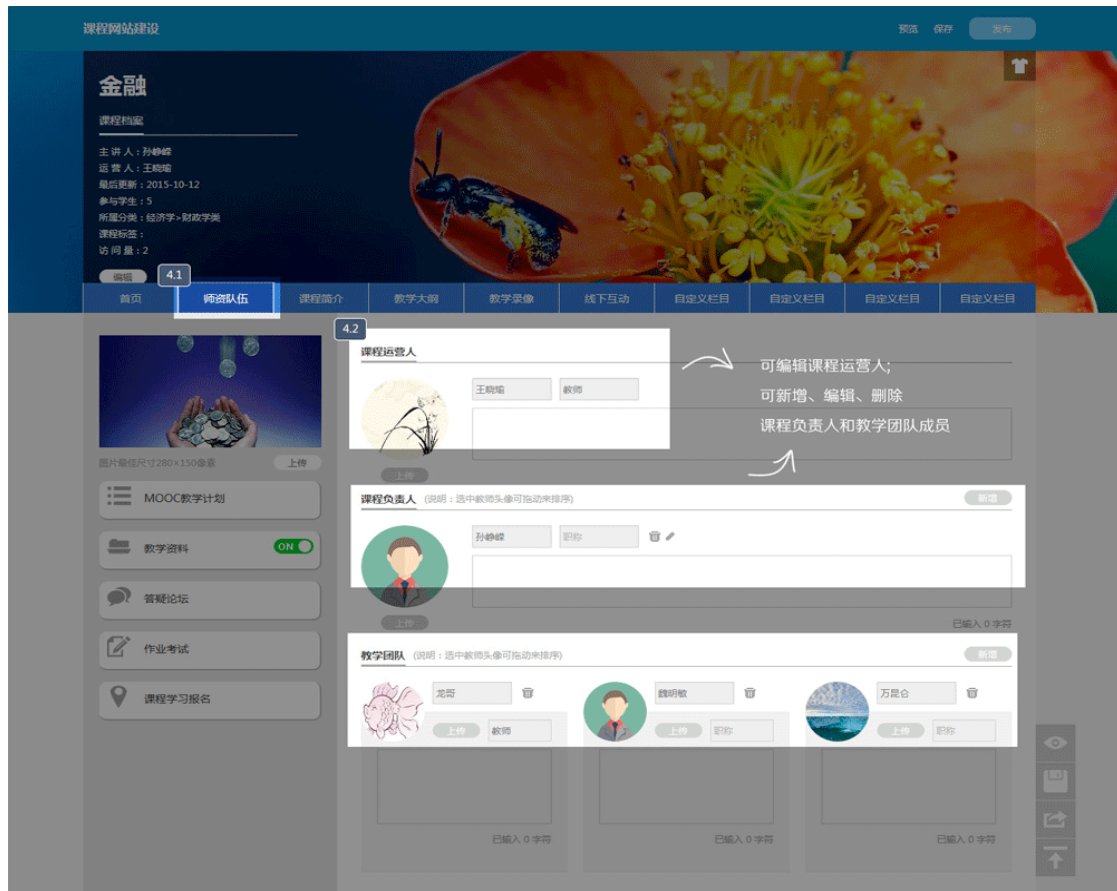 课程网站建设
预览 保存 发布
金融
课程档案
主 讲 人：孙峥嵘
运 营 人：王晓瑜
最后更新：2015-10-12
参与学生：5
所属分类：经济学>财政学类
课程标签：
访 问 量：2
编辑
4.1
首页 师资队伍 课程简介 教学大纲 教学录像 线下互动 自定义栏目 自定义栏目 自定义栏目 自定义栏目
4.2
课程运营人
王晓瑜 教师
上传
可编辑课程运营人;
可新增、编辑、删除
课程负责人和教学团队成员
图片最佳尺寸280×150像素 上传
MOOC教学计划
教学资料 ON
答疑论坛
作业考试
课程学习报名
课程负责人 (说明：选中教师头像可拖动来排序) 新增
孙峥嵘 职称
上传
已输入 0 字符
教学团队 (说明：选中教师头像可拖动来排序) 新增
龙哥 魏明敏 万昆仑
上传 教师 上传 职称 上传 职称
已输入 0 字符 已输入 0 字符 已输入 0 字符